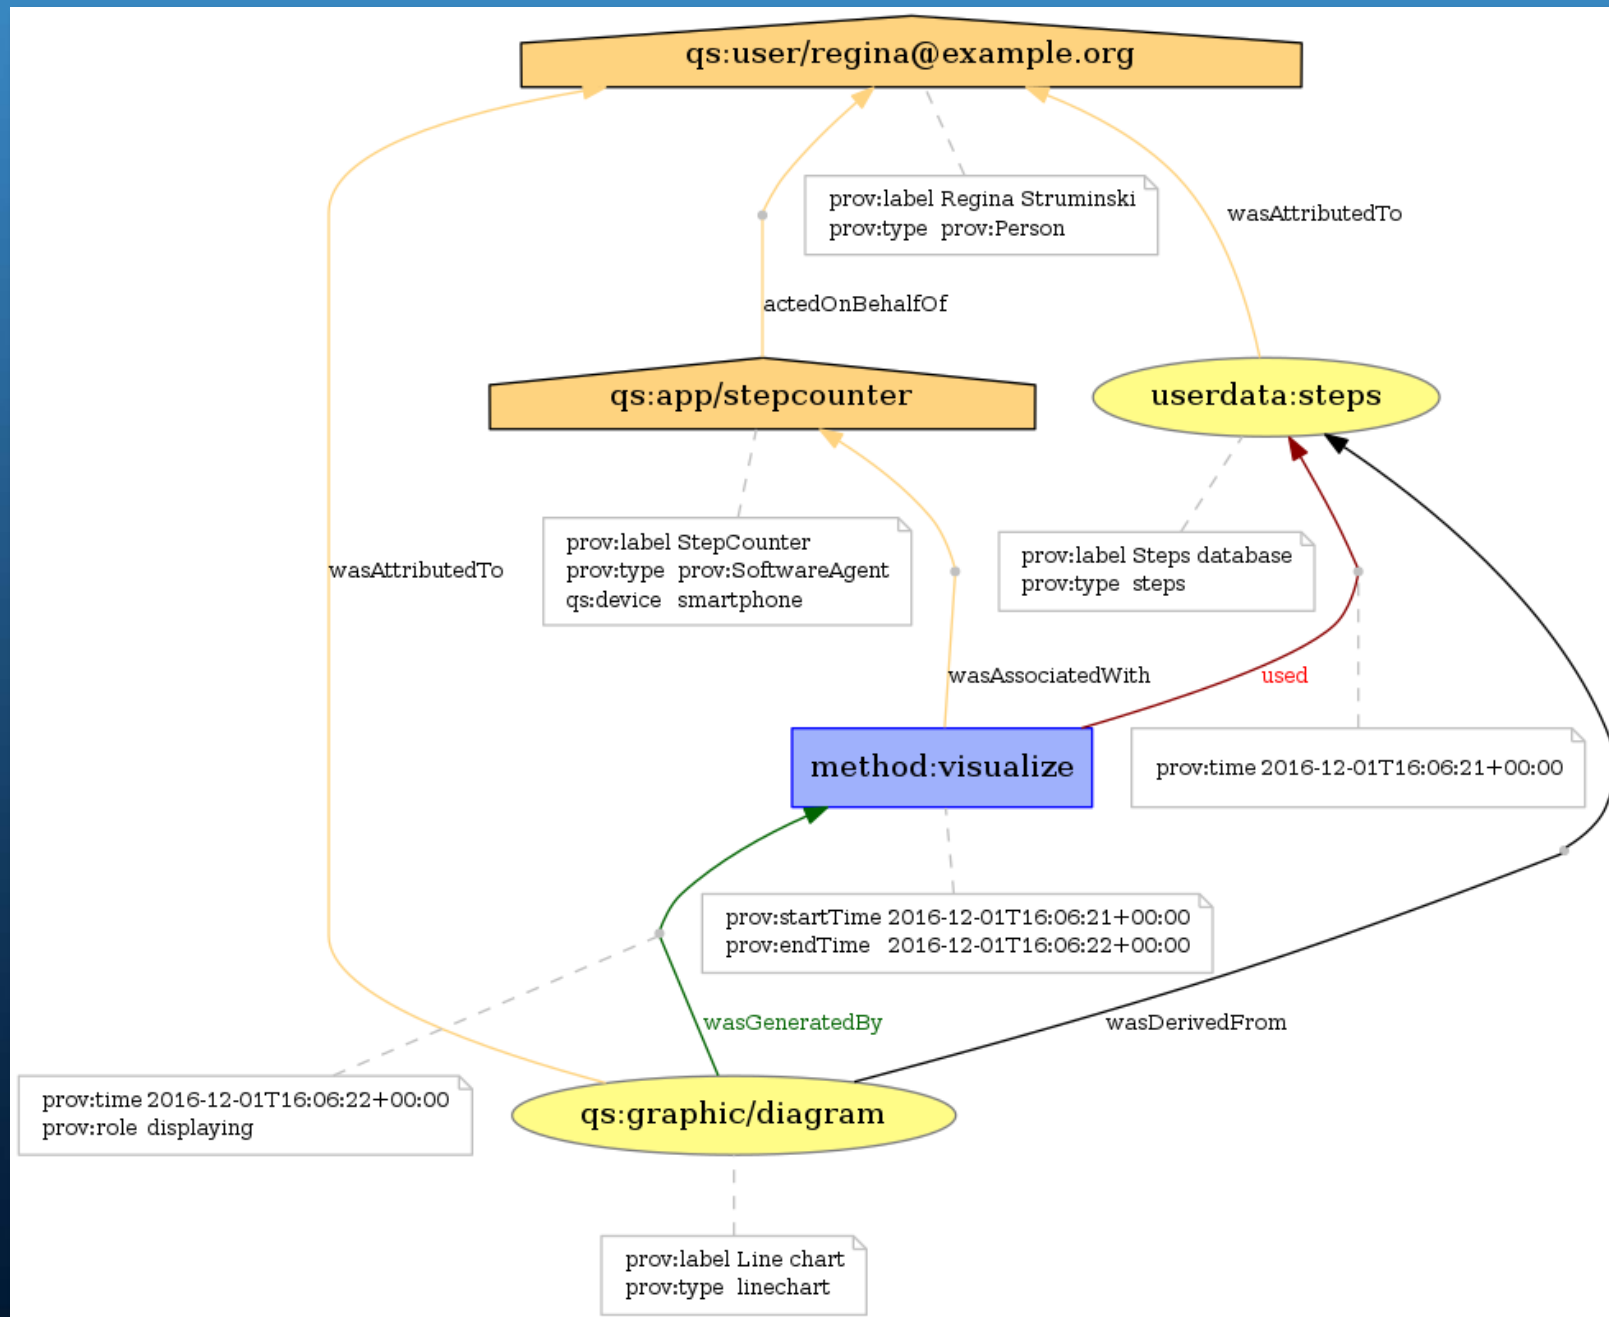 qs:user/regina@example.org
prov:label Regina Struminski
prov:type prov:Person
wasAttributedTo
actedOnBehalfOf
qs:app/stepcounter
userdata:steps
prov:label StepCounter
prov:type prov:SoftwareAgent
qs:device smartphone
prov:label Steps database
prov:type steps
wasAttributedTo
wasAssociatedWith
used
method:visualize
prov:time 2016-12-01T16:06:21+00:00
prov:startTime 2016-12-01T16:06:21+00:00
prov:endTime 2016-12-01T16:06:22+00:00
wasGeneratedBy
wasDerivedFrom
prov:time 2016-12-01T16:06:22+00:00
prov:role displaying
qs:graphic/diagram
prov:label Line chart
prov:type linechart